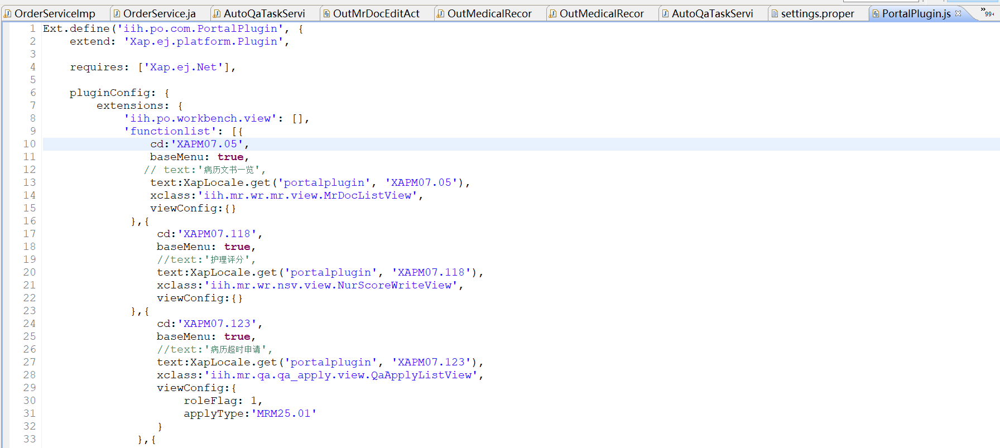 OrderServiceImp OrderService.ja AutoQaTaskServi OutMrDocEditAct OutMedicalRecor OutMedicalRecor AutoQaTaskServi settings.proper PortalPlugin.js 99+
1 Ext.define('iih.po.com.PortalPlugin', {
2 extend: 'Xap.ej.platform.Plugin',
3
4 requires: ['Xap.ej.Net'],
5
6 pluginConfig: {
7 extensions: {
8 'iih.po.workbench.view': [],
9 'functionlist': [{
10 cd:'XAPM07.05',
11 baseMenu: true,
12 // text:'病历文书一览',
13 text:XapLocale.get('portalplugin', 'XAPM07.05'),
14 xclass:'iih.mr.wr.mr.view.MrDocListView',
15 viewConfig:{}
16 },{
17 cd:'XAPM07.118',
18 baseMenu: true,
19 //text:'护理评分',
20 text:XapLocale.get('portalplugin', 'XAPM07.118'),
21 xclass:'iih.mr.wr.nsv.view.NurScoreWriteView',
22 viewConfig:{}
23 },{
24 cd:'XAPM07.123',
25 baseMenu: true,
26 //text:'病历超时申请',
27 text:XapLocale.get('portalplugin', 'XAPM07.123'),
28 xclass:'iih.mr.qa.qa_apply.view.QaApplyListView',
29 viewConfig:{
30 roleFlag: 1,
31 applyType:'MRM25.01'
32 }
33 },{